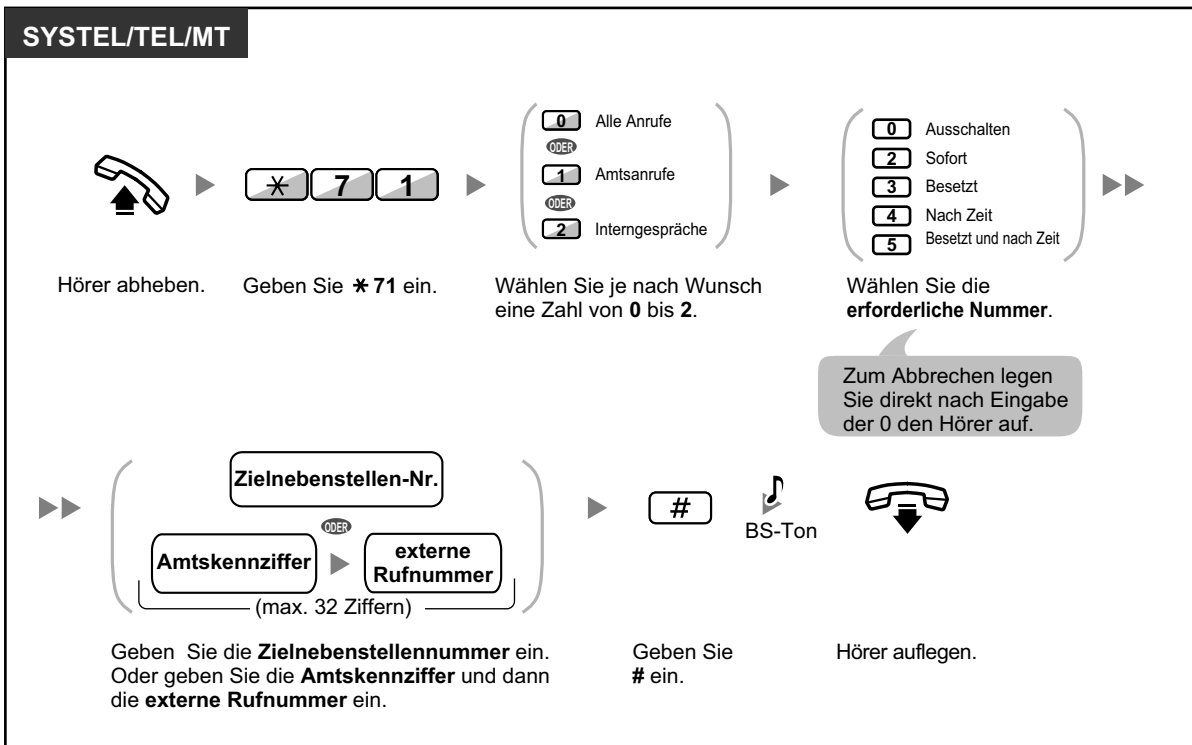 SYSTEL/TEL/MT
0 Alle Anrufe
ODER
1 Amtsanrufe
ODER
2 Interngespräche
0 Ausschalten
2 Sofort
3 Besetzt
4 Nach Zeit
5 Besetzt und nach Zeit
* 7 1
Hörer abheben.
Geben Sie * 71 ein.
Wählen Sie je nach Wunsch
eine Zahl von 0 bis 2.
Wählen Sie die
erforderliche Nummer.
Zum Abbrechen legen
Sie direkt nach Eingabe
der 0 den Hörer auf.
Zielnebenstellen-Nr.
ODER
Amtskennziffer
externe
Rufnummer
(max. 32 Ziffern)
#
BS-Ton
Geben Sie die Zielnebenstellennummer ein.
Oder geben Sie die Amtskennziffer und dann
die externe Rufnummer ein.
Geben Sie
# ein.
Hörer auflegen.